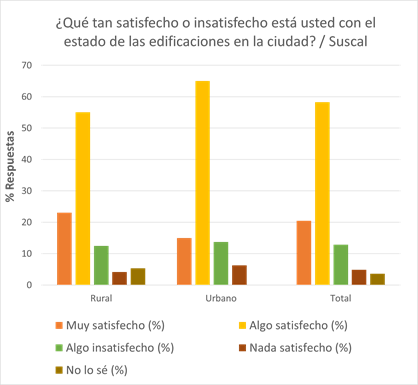 ¿Qué tan satisfecho o insatisfecho está usted con el
estado de las edificaciones en la ciudad? / Suscal
% Respuestas
70
60
50
40
30
20
10
0
Rural Urbano Total
Muy satisfecho (%) Algo satisfecho (%)
Algo insatisfecho (%) Nada satisfecho (%)
No lo sé (%)